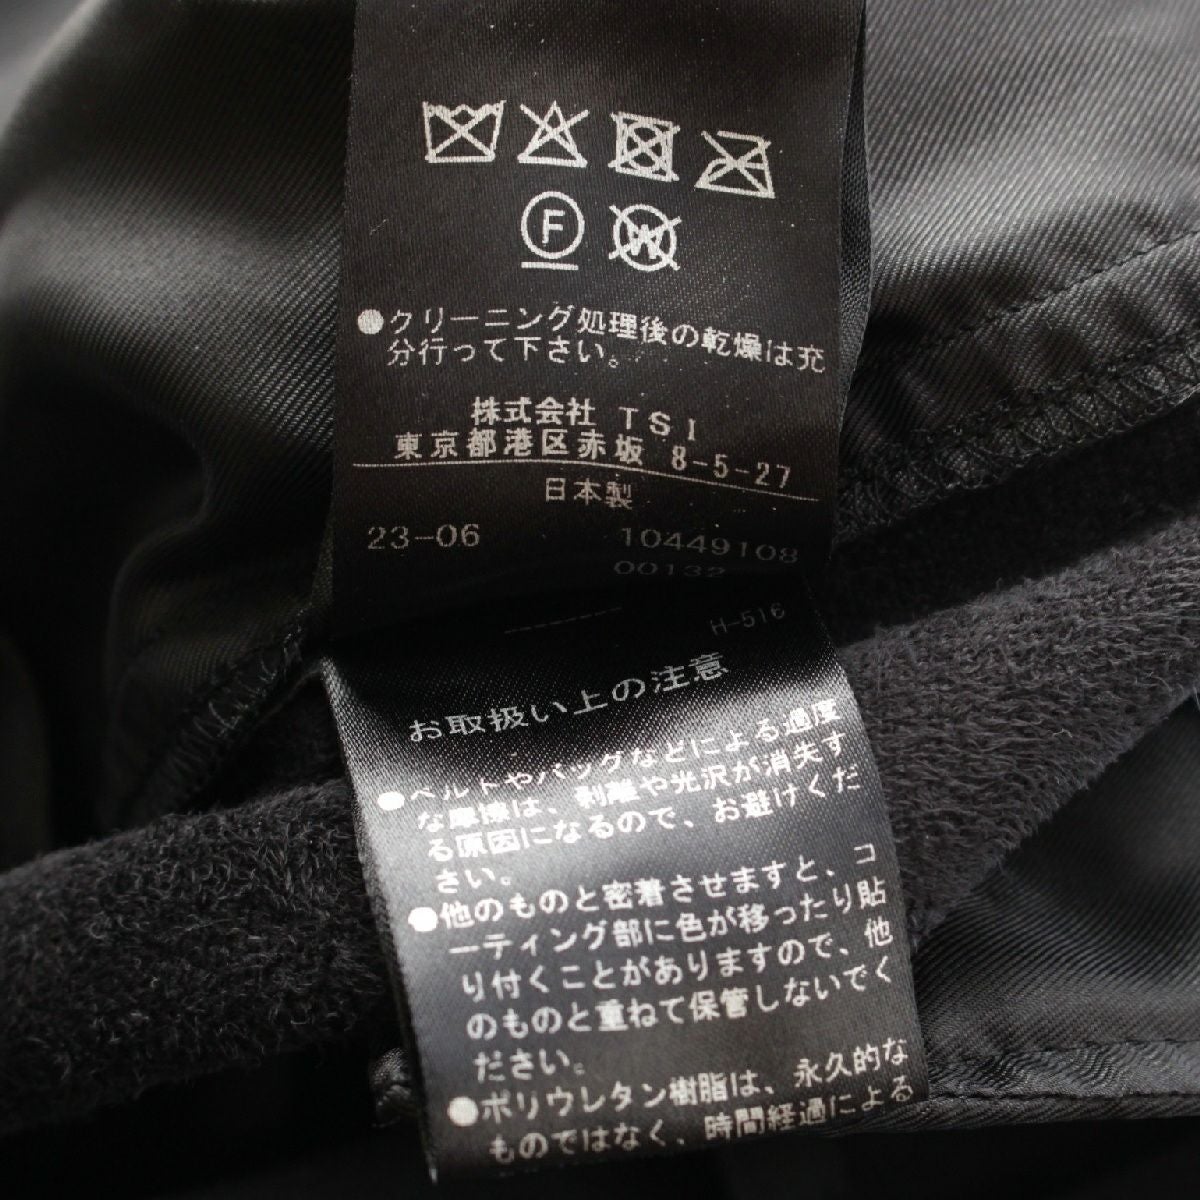 F
W
●クリーニング処理後の乾燥は充
分行って下さい。
株式会社 TSI
東京都港区赤坂 8-5-27
日本製
23-06 10449108
00132
H-516
お取扱い上の注意
●ベルトやバッグなどによる過度
な摩擦は、剥離や光沢が消失す
る原因になるので、お避けくだ
さい。
●他のものと密着させますと、コ
ーティング部に色が移ったり貼
り付くことがありますので、他
のものと重ねて保管しないでく
ださい。
●ポリウレタン樹脂は、永久的な
ものではなく、時間経過による